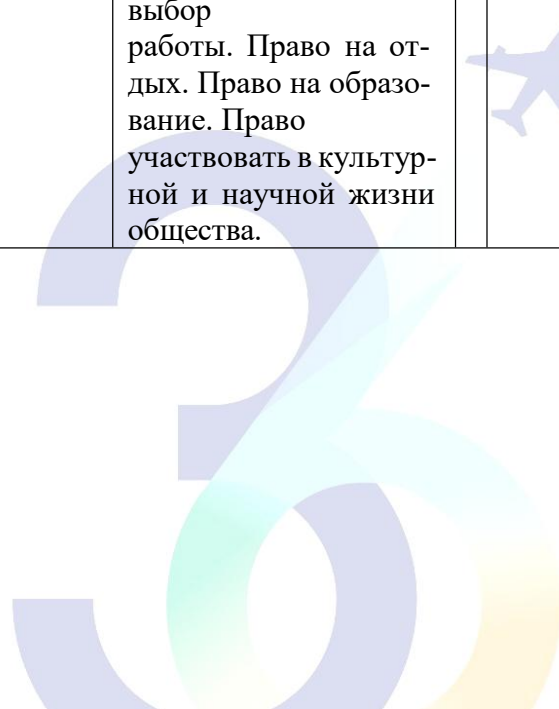 выбор
работы. Право на от-
дых. Право на образо-
вание. Право
участвовать в культур-
ной и научной жизни
общества.